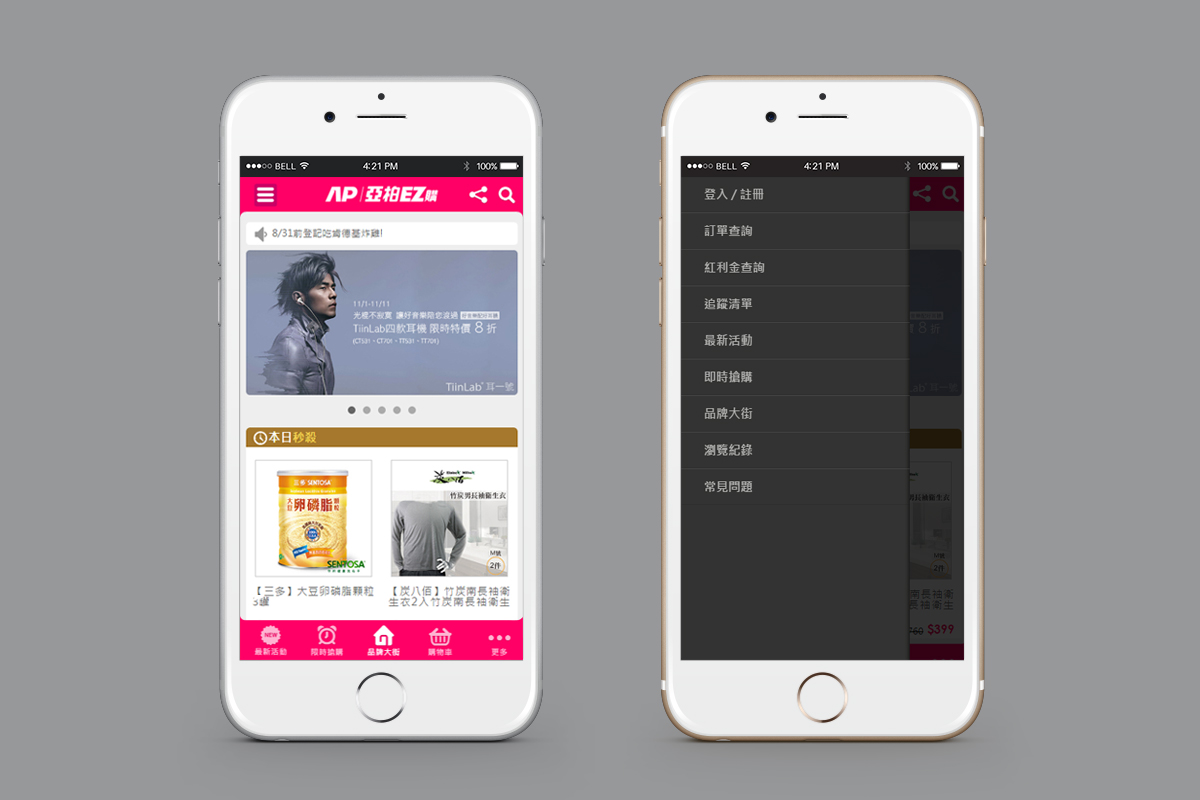 BELL
4:21 PM
100%
AP 亞柏EZ購
8/31前登記吃肯德基炸雞!
11/1-11/11
光棍不寂寞 讓好音樂陪您渡過
TiinLab四款耳機 限時特價 8 折
(CT501、CT701、TT501、TT701)
TiinLab 耳一號
本日秒殺
三多 SENTOSA
大豆 卵磷脂 顆粒
SENTOSA
竹炭男長袖衛生衣
M號
2件
【三多】大豆卵磷脂顆粒
3罐
【炭八佰】竹炭南長袖衛
生衣2入竹炭南長袖衛生
NEW
最新活動
限時搶購
品牌大街
購物車
更多
BELL
4:21 PM
100%
登入 / 註冊
訂單查詢
紅利金查詢
追蹤清單
最新活動
即時搶購
品牌大街
瀏覽紀錄
常見問題
8 折
耳一號
男長袖衛生衣
M號
2件
南長袖衛
長袖衛生
$399